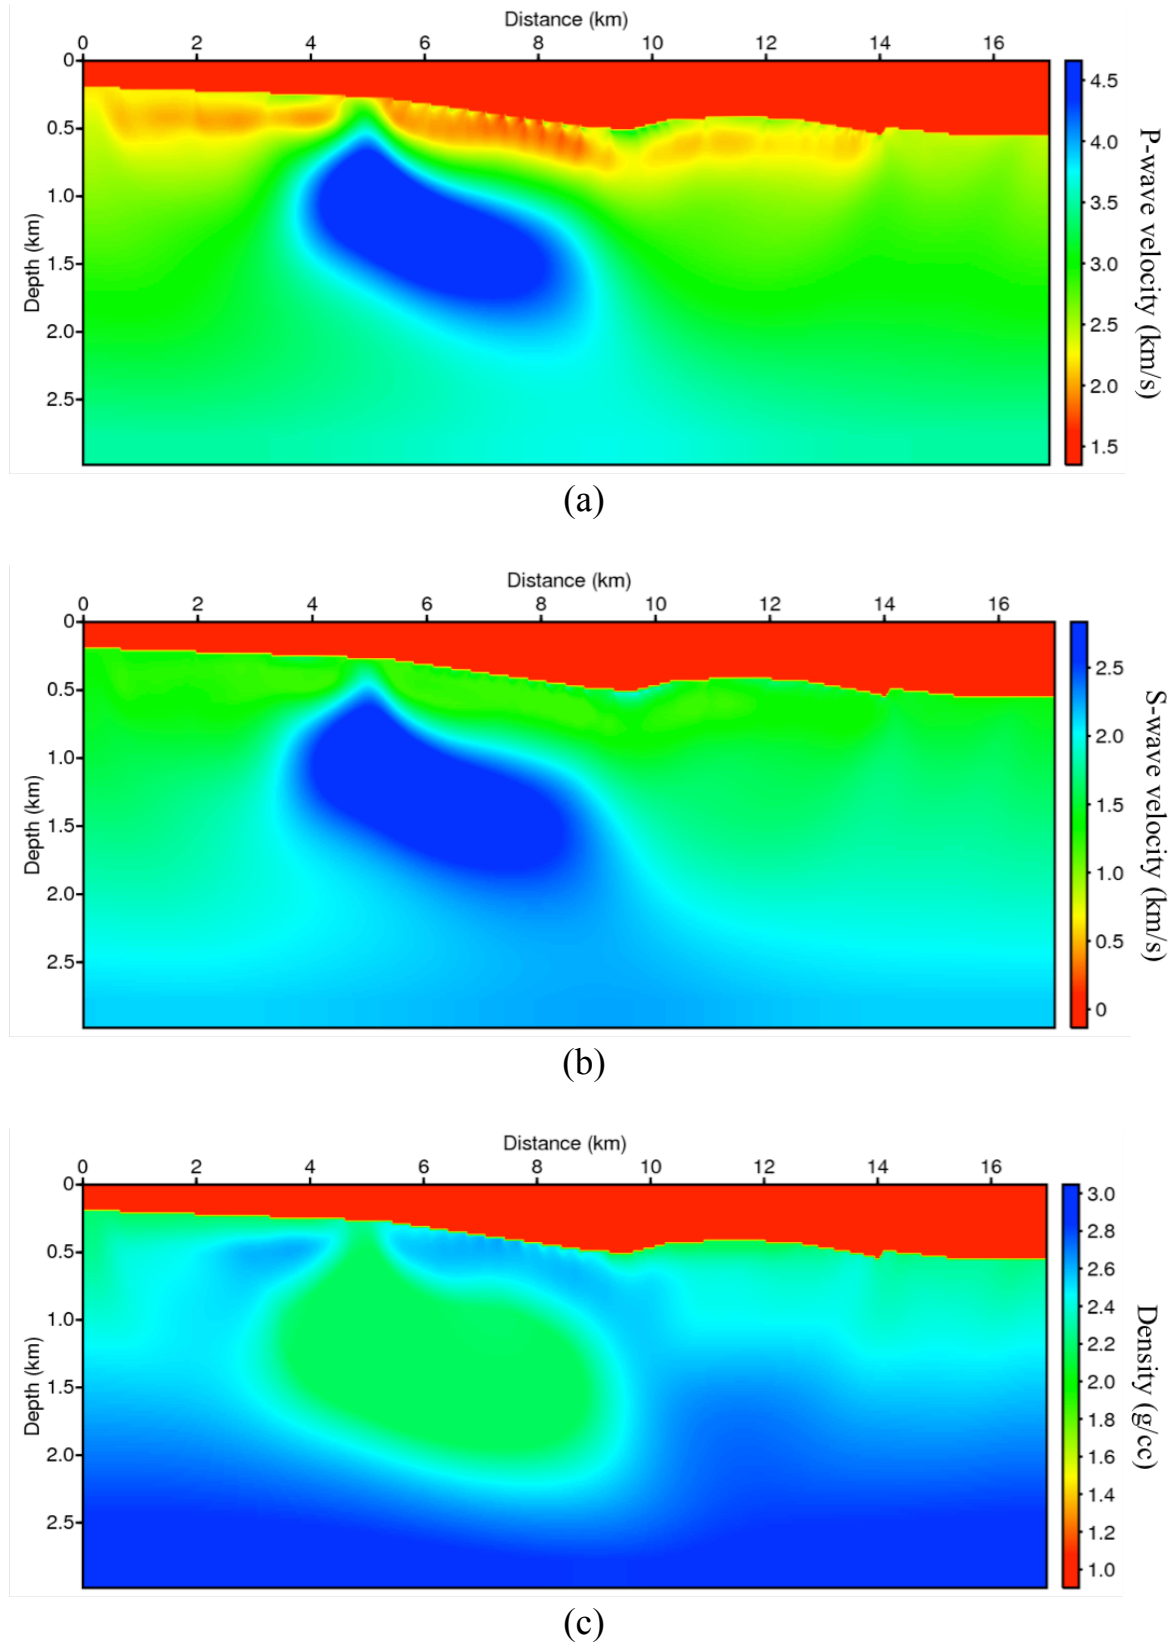 Distance (km)
0 2 4 6 8 10 12 14 16
0
0.5
1.0
1.5
2.0
2.5
Depth (km)
4.5
4.0
3.5
3.0
2.5
2.0
1.5
P-wave velocity (km/s)
(a)
Distance (km)
0 2 4 6 8 10 12 14 16
0
0.5
1.0
1.5
2.0
2.5
Depth (km)
2.5
2.0
1.5
1.0
0.5
0
S-wave velocity (km/s)
(b)
Distance (km)
0 2 4 6 8 10 12 14 16
0
0.5
1.0
1.5
2.0
2.5
Depth (km)
3.0
2.8
2.6
2.4
2.2
2.0
1.8
1.6
1.4
1.2
1.0
Density (g/cc)
(c)